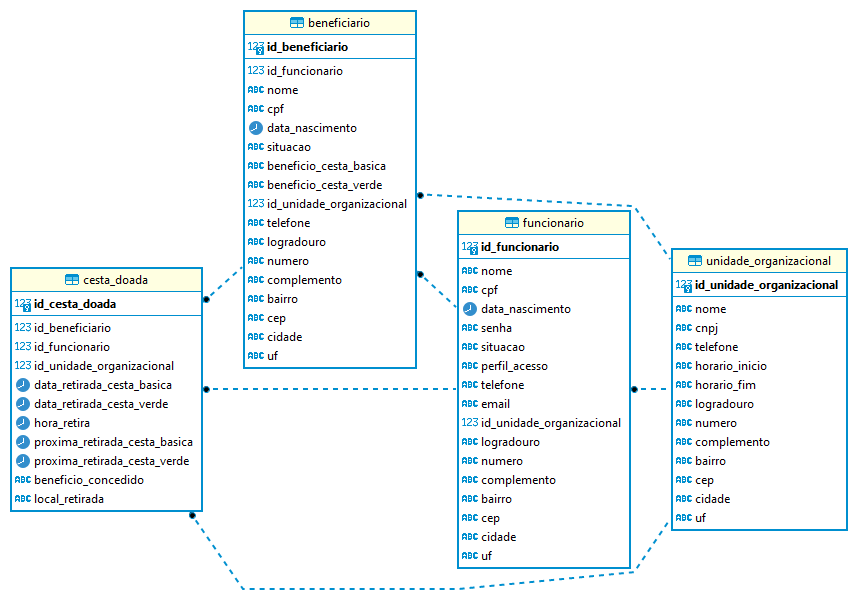 beneficiario
123 id_beneficiario
123 id_funcionario
ABC nome
ABC cpf
data_nascimento
ABC situacao
ABC beneficio_cesta_basica
ABC beneficio_cesta_verde
123 id_unidade_organizacional
ABC telefone
ABC logradouro
ABC numero
ABC complemento
ABC bairro
ABC cep
ABC cidade
ABC uf
funcionario
123 id_funcionario
ABC nome
ABC cpf
data_nascimento
ABC senha
ABC situacao
ABC perfil_acesso
ABC telefone
ABC email
123 id_unidade_organizacional
ABC logradouro
ABC numero
ABC complemento
ABC bairro
ABC cep
ABC cidade
ABC uf
unidade_organizacional
123 id_unidade_organizacional
ABC nome
ABC cnpj
ABC telefone
ABC horario_inicio
ABC horario_fim
ABC logradouro
ABC numero
ABC complemento
ABC bairro
ABC cep
ABC cidade
ABC uf
cesta_doada
123 id_cesta_doada
123 id_beneficiario
123 id_funcionario
123 id_unidade_organizacional
data_retirada_cesta_basica
data_retirada_cesta_verde
hora_retira
proxima_retirada_cesta_basica
proxima_retirada_cesta_verde
ABC beneficio_concedido
ABC local_retirada